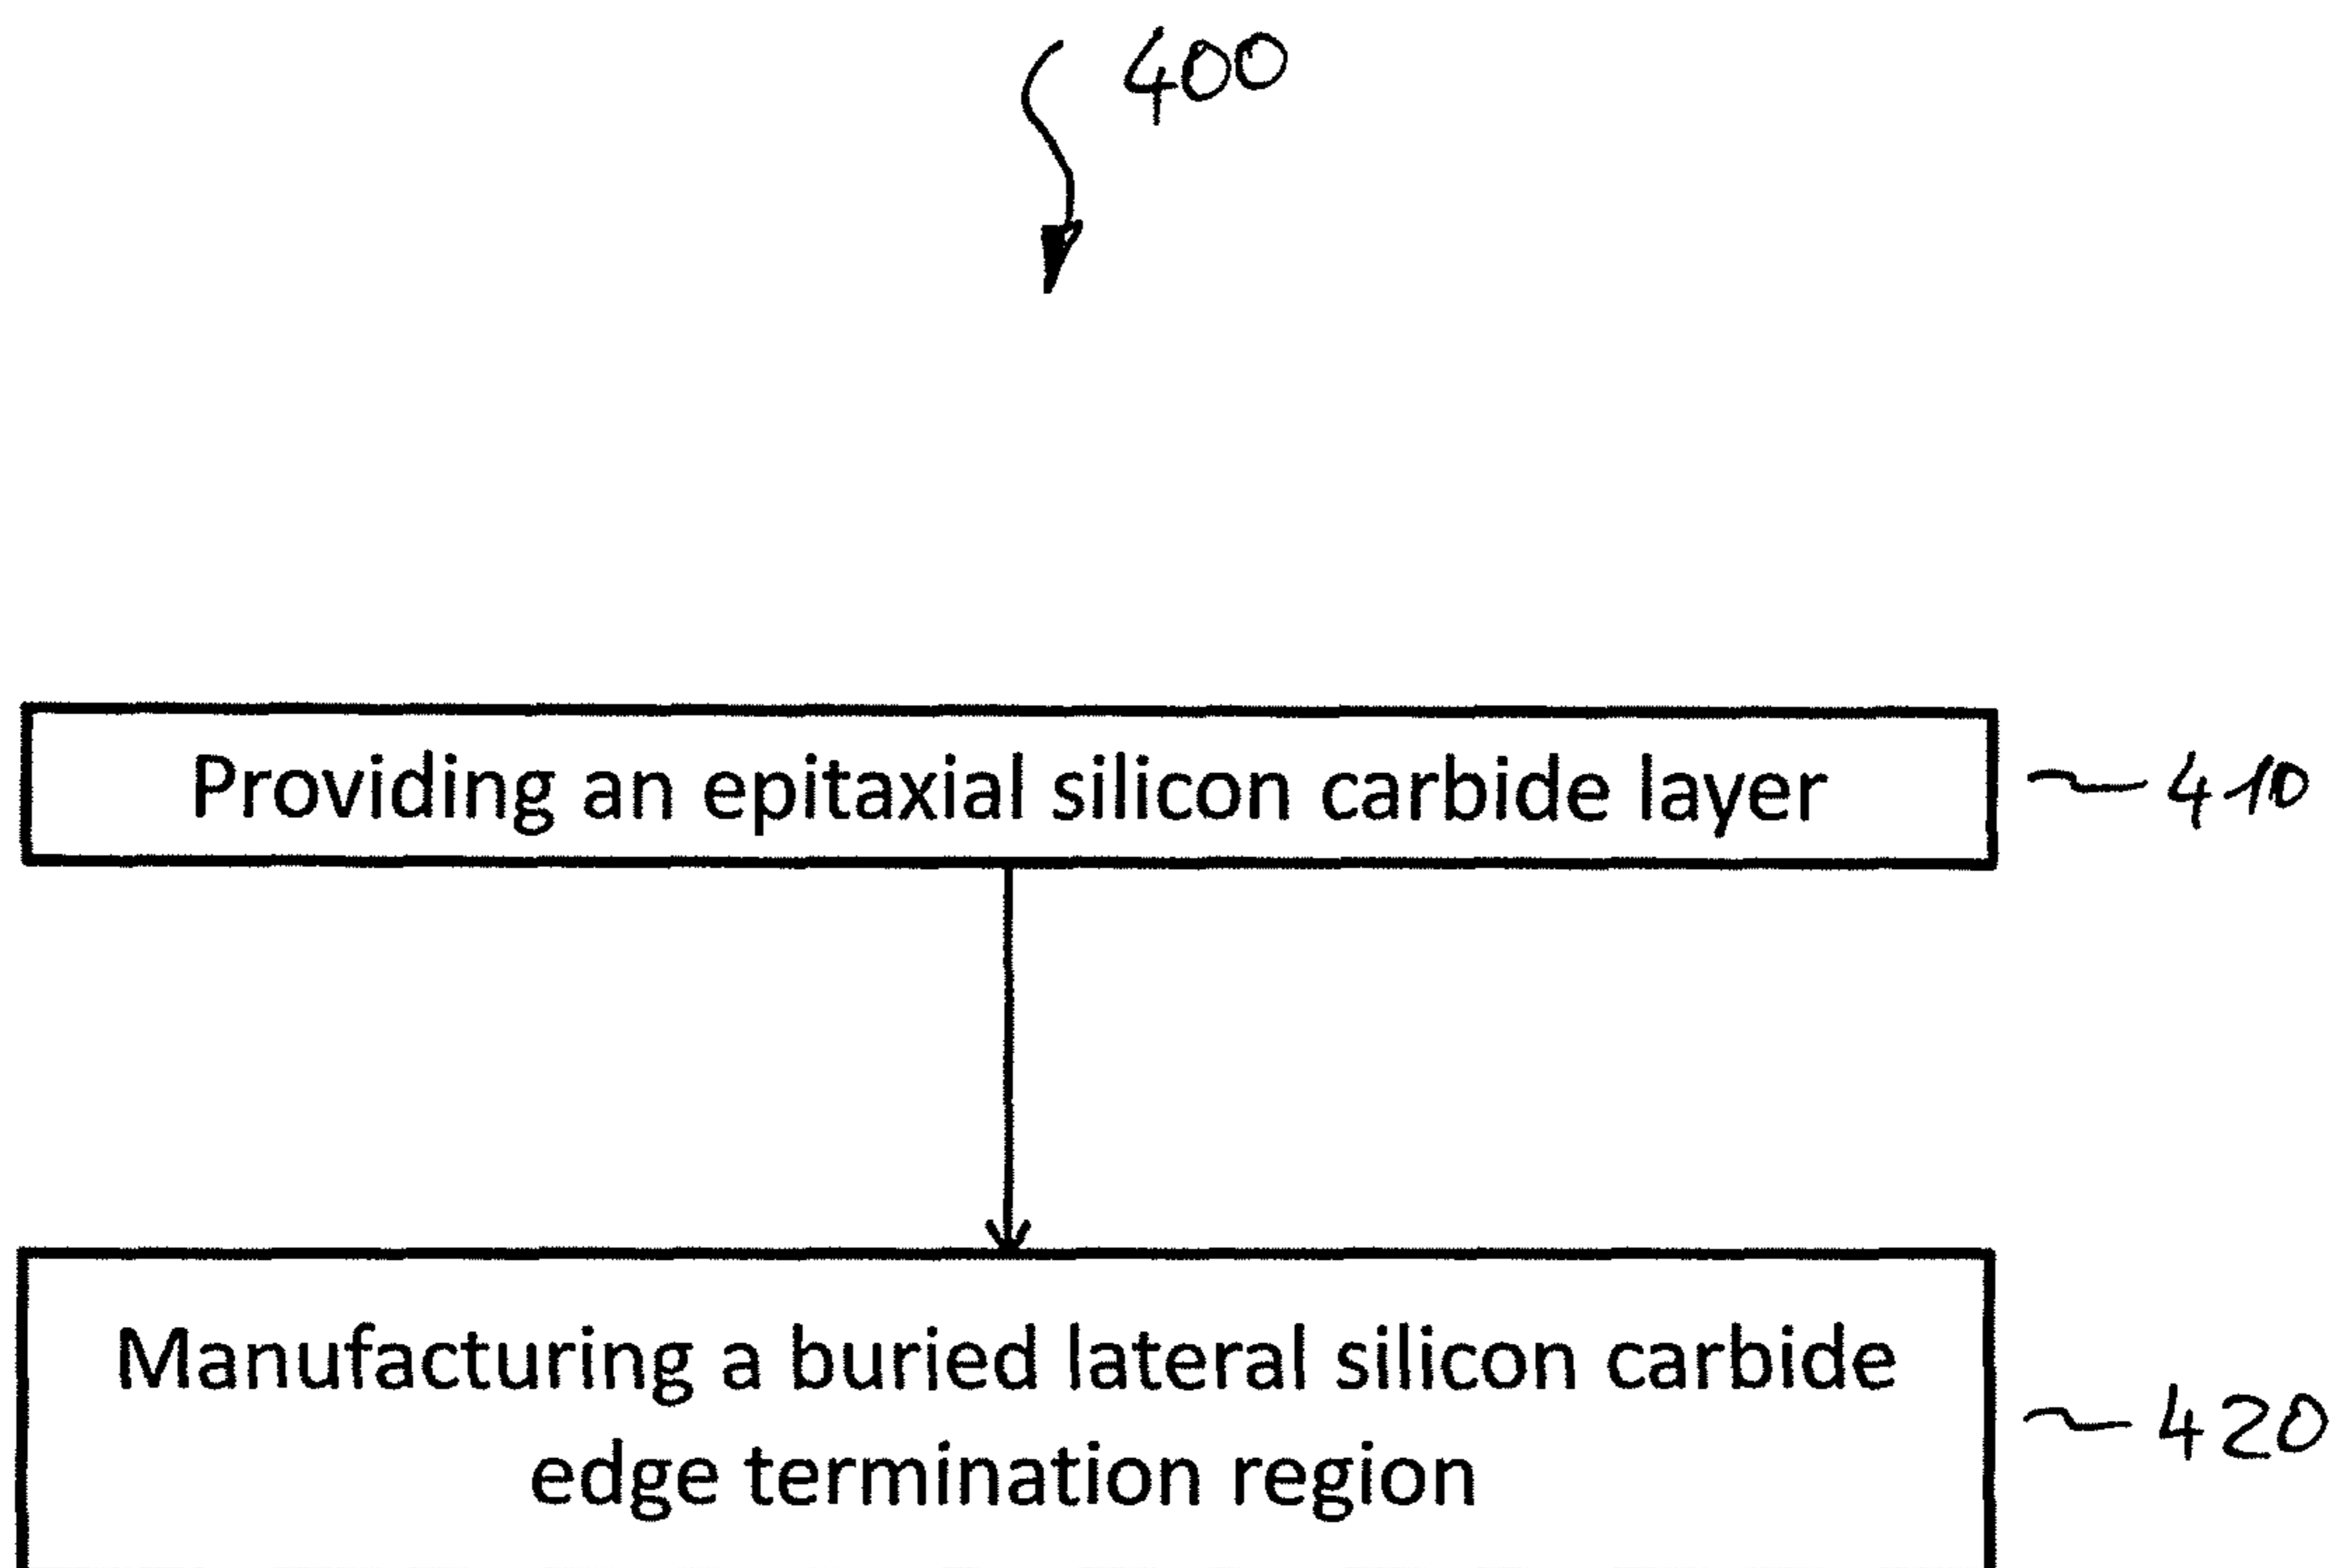 400
Providing an epitaxial silicon carbide layer
410
Manufacturing a buried lateral silicon carbide
edge termination region
420